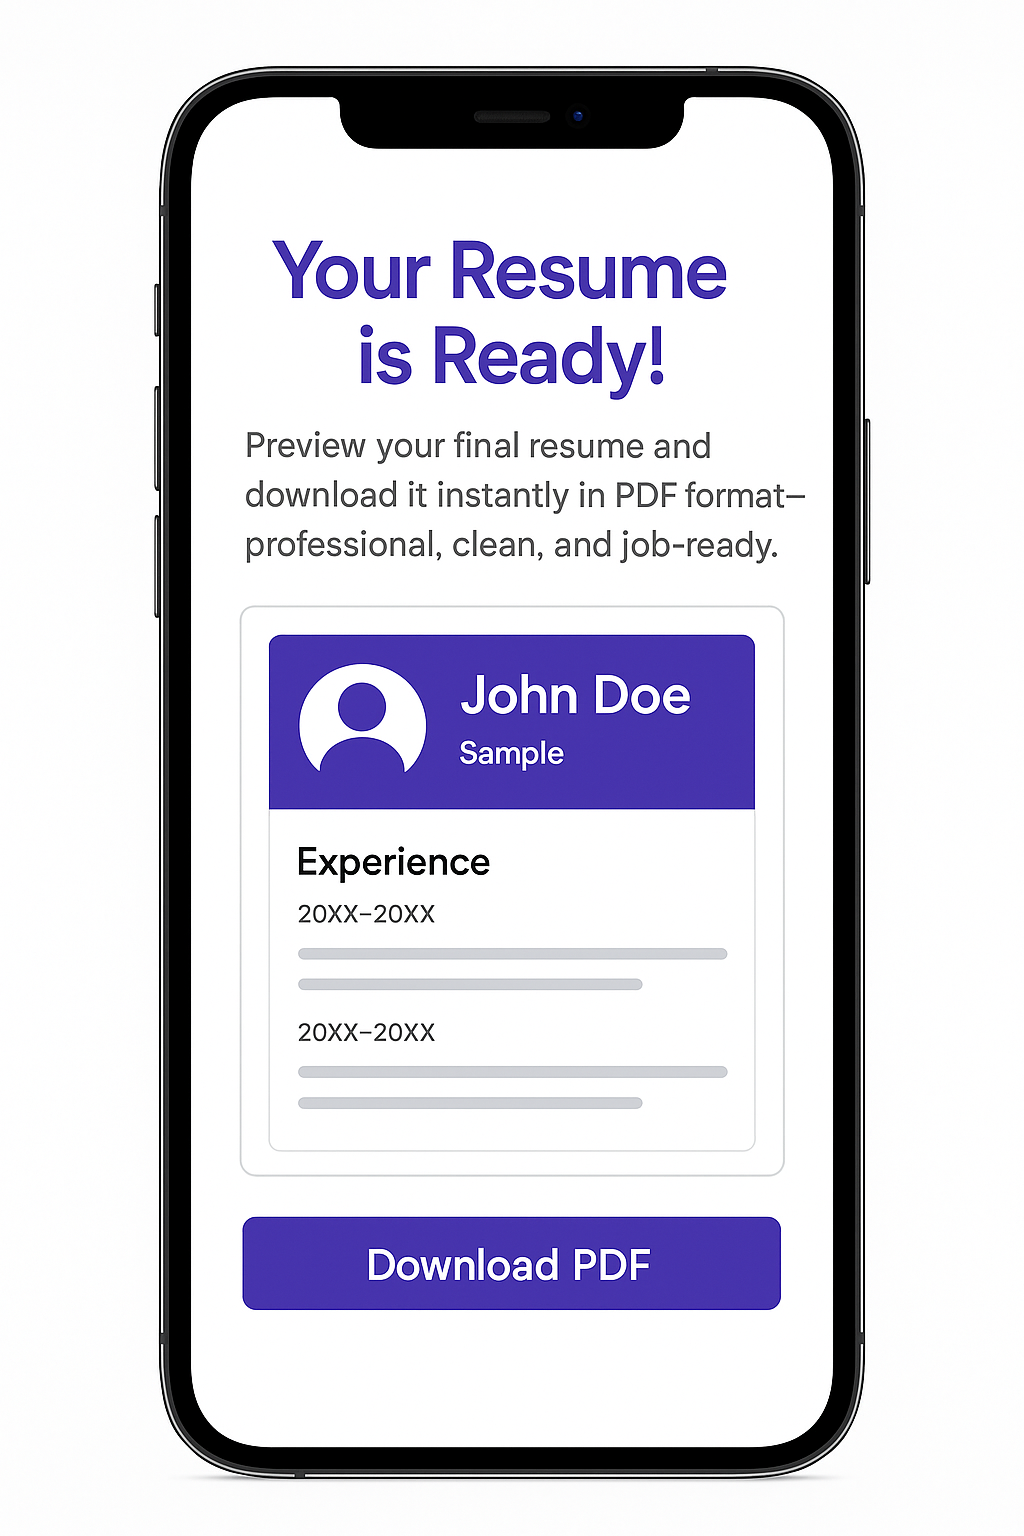 Your Resume
is Ready!
Preview your final resume and
download it instantly in PDF format–
professional, clean, and job-ready.
John Doe
Sample
Experience
20XX–20XX
20XX–20XX
Download PDF